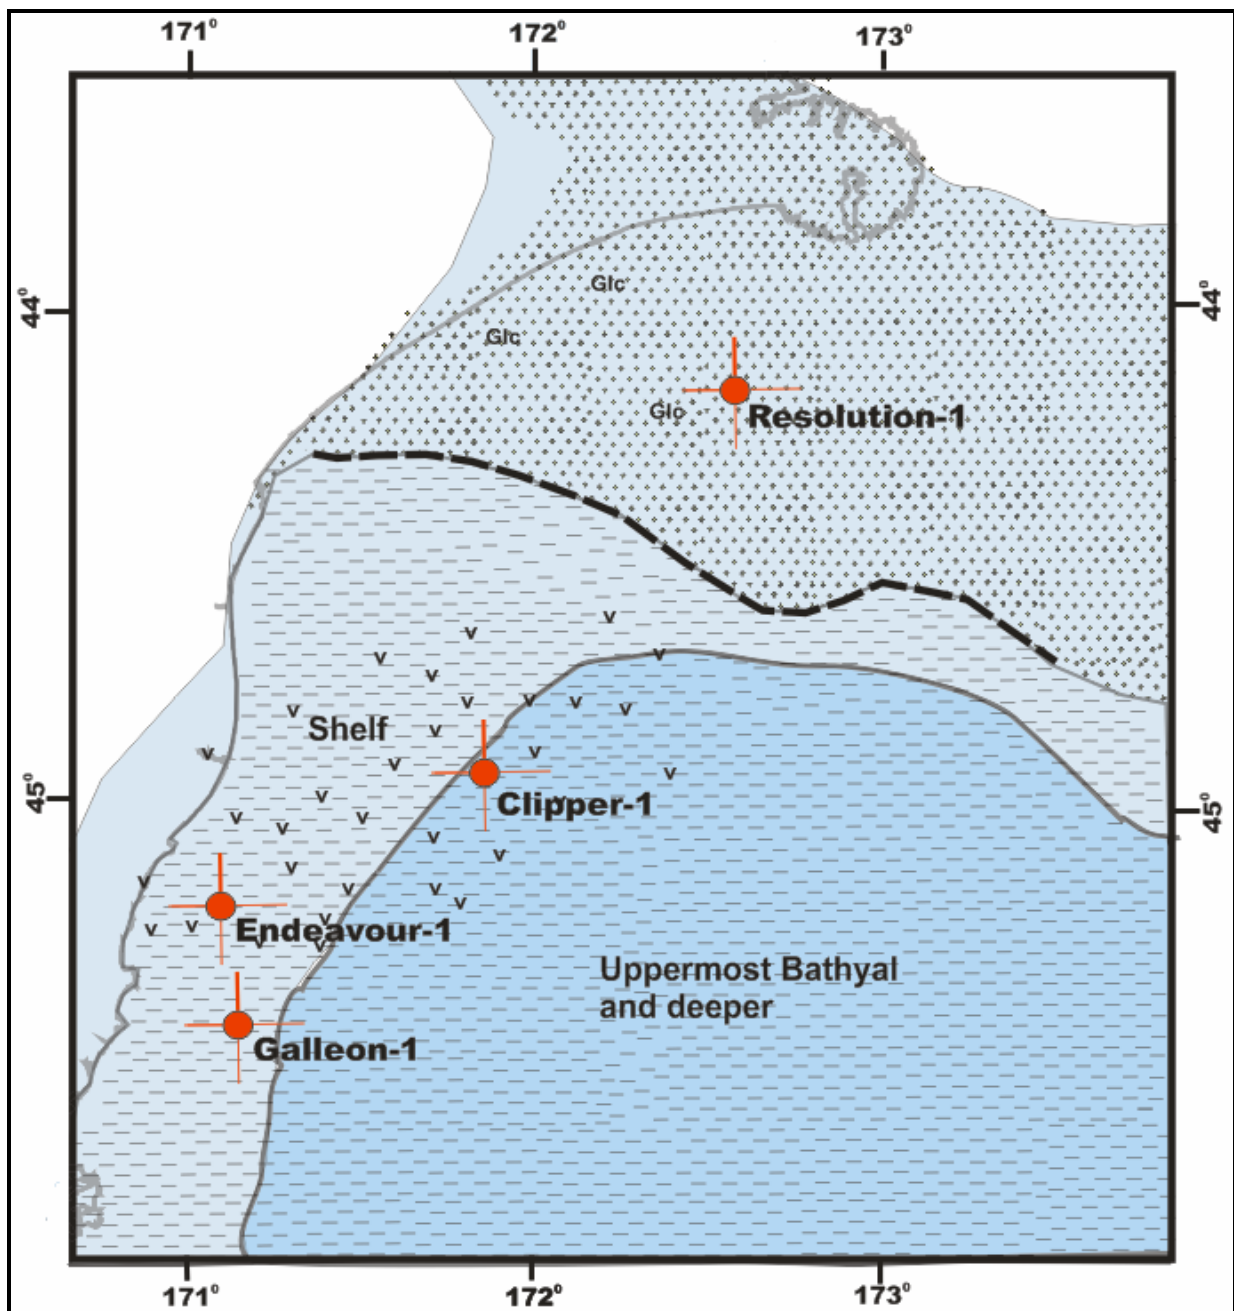 171°
172°
173°
44°
44°
Glc
Glc
Glc
Resolution-1
Shelf
45°
45°
Clipper-1
Endeavour-1
Uppermost Bathyal
and deeper
Galleon-1
171°
172°
173°